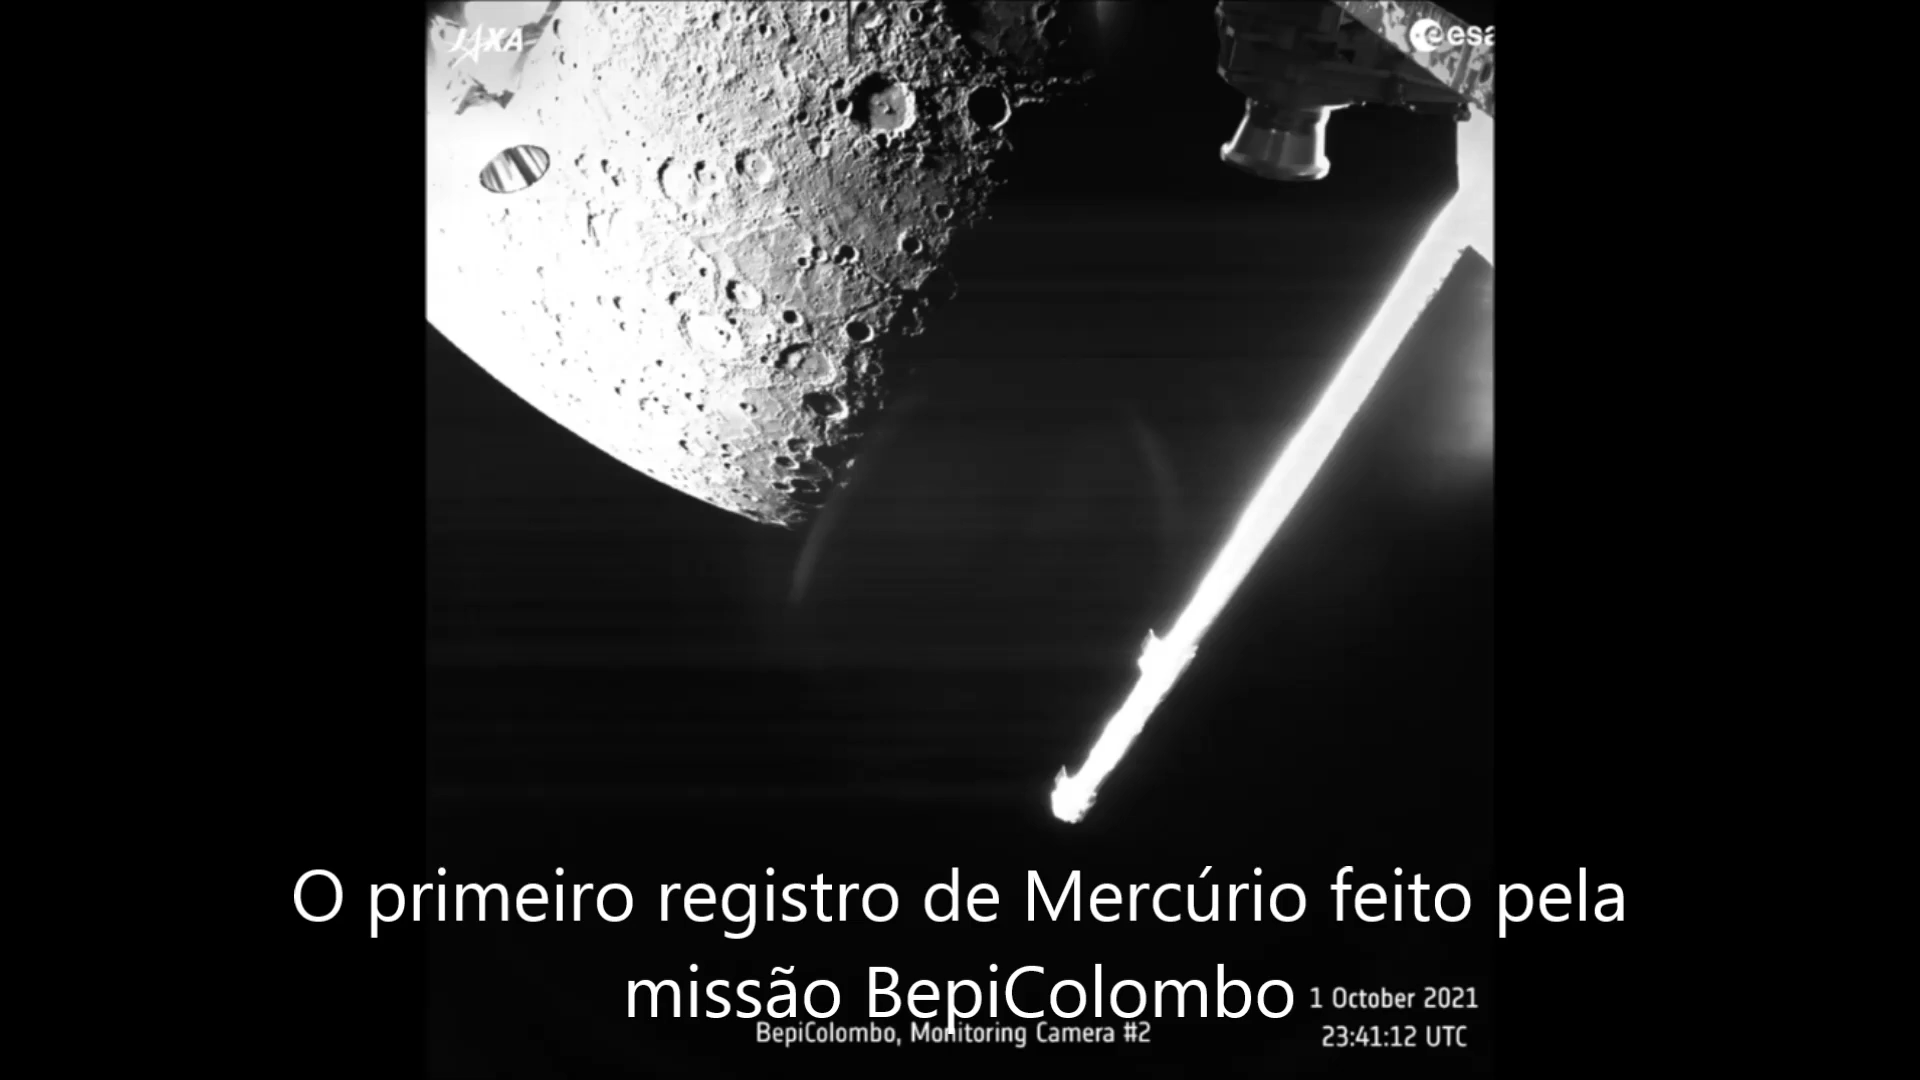 JAXA
esa
O primeiro registro de Mercúrio feito pela
missão BepiColombo
1 October 2021
BepiColombo, Monitoring Camera #2
23:41:12 UTC